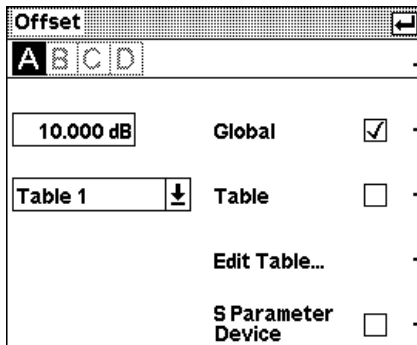 Offset
A B C D
10.000 dB Global
Table 1 Table
Edit Table...
S Parameter
Device